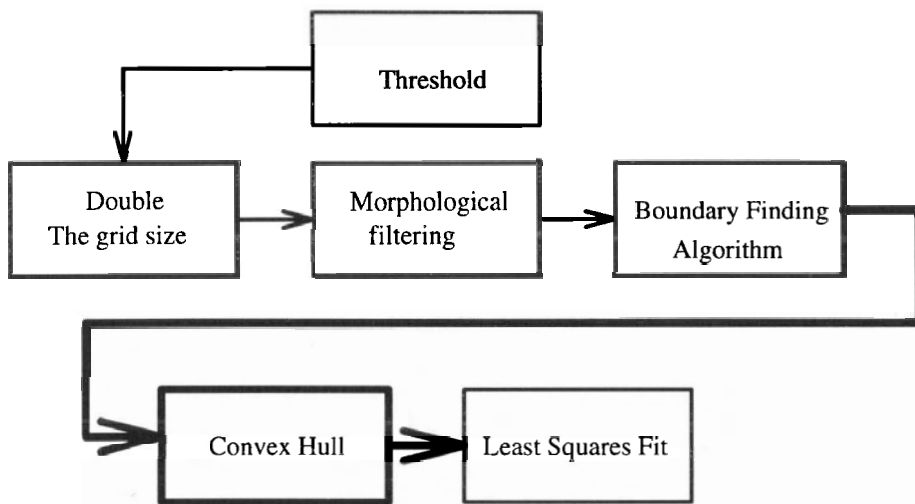 Threshold
Double
The grid size
Morphological
filtering
Boundary Finding
Algorithm
Convex Hull
Least Squares Fit